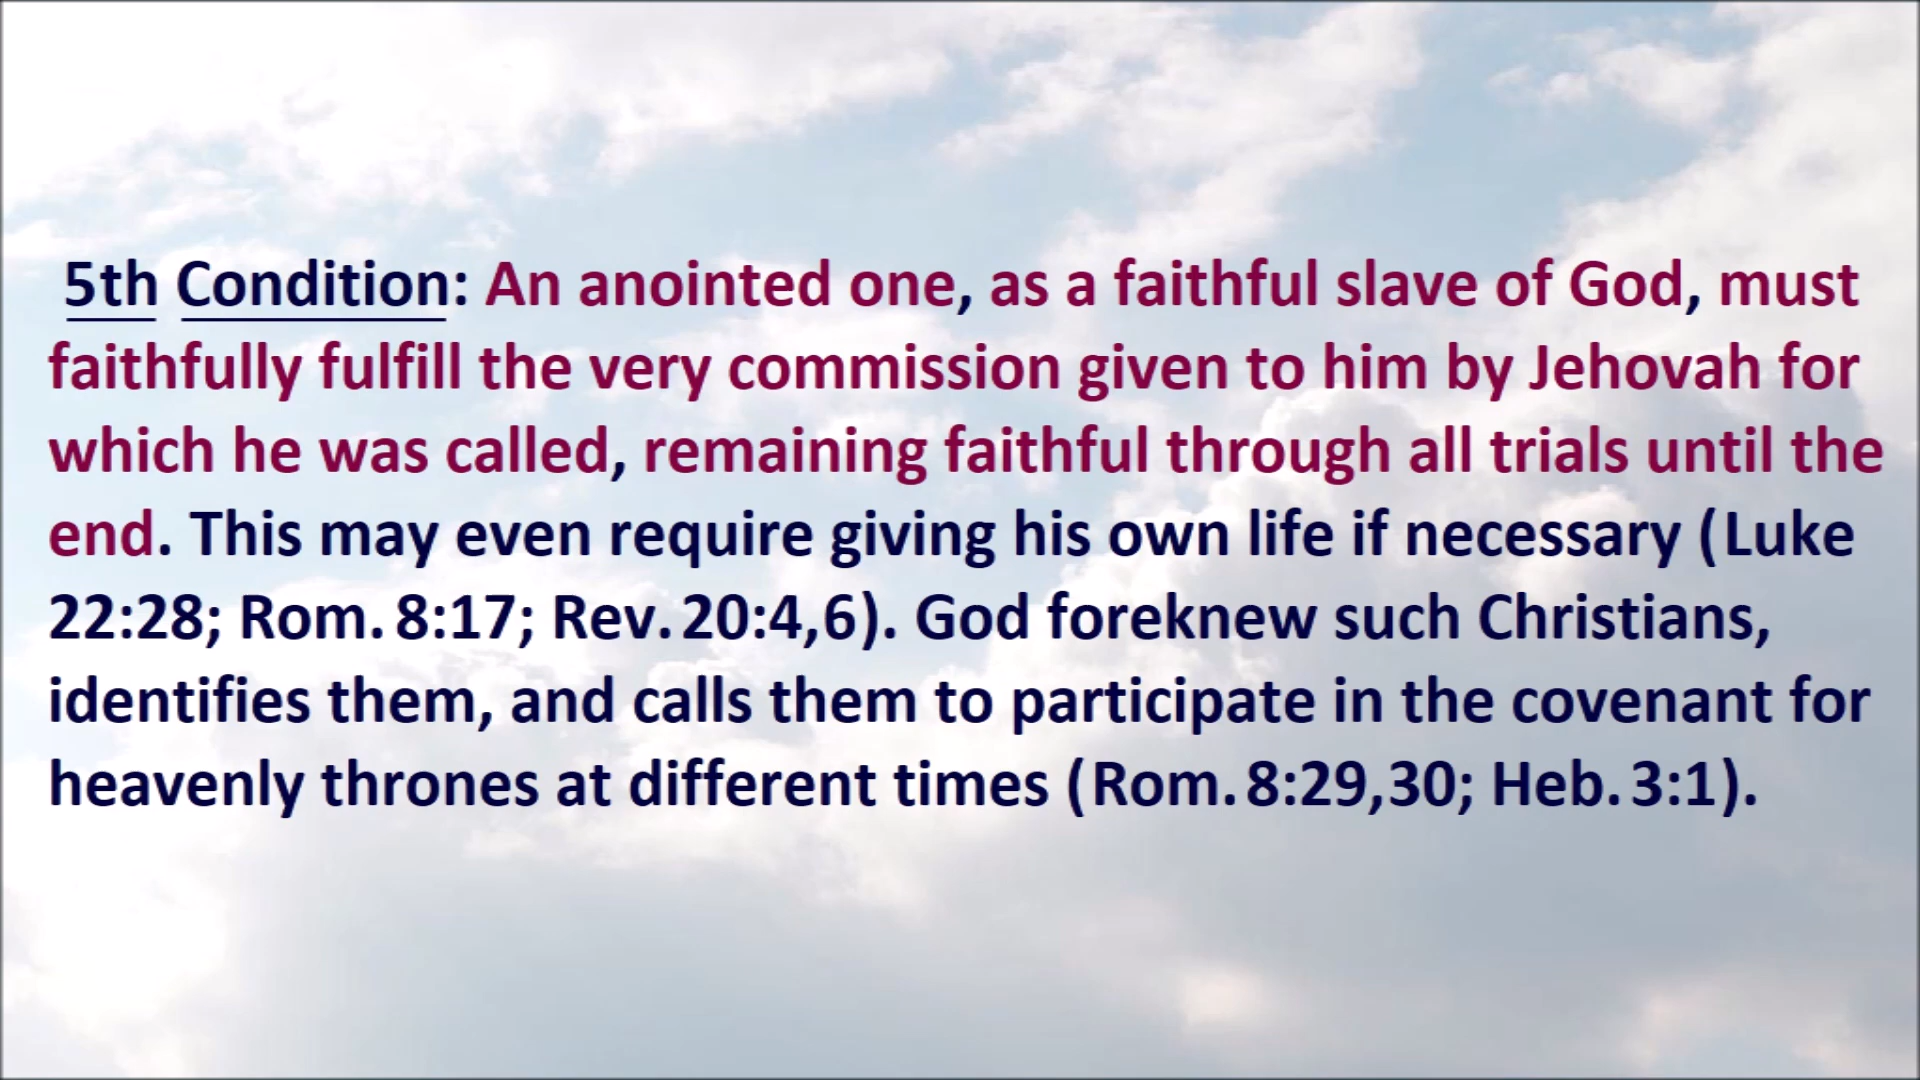 5th Condition: An anointed one, as a faithful slave of God, must
faithfully fulfill the very commission given to him by Jehovah for
which he was called, remaining faithful through all trials until the
end. This may even require giving his own life if necessary (Luke
22:28; Rom. 8:17; Rev. 20:4,6). God foreknew such Christians,
identifies them, and calls them to participate in the covenant for
heavenly thrones at different times (Rom. 8:29,30; Heb. 3:1).